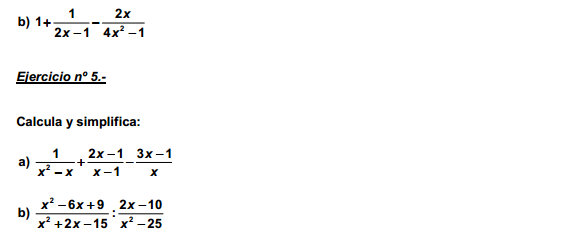 b) 1+ 1/(2x – 1) – 2x/(4x² – 1)
Ejercicio nº 5.-
Calcula y simplifica:
a) 1/(x² – x) + (2x – 1)/(x – 1) – (3x – 1)/x
b) (x² – 6x + 9)/(x² + 2x – 15) : (2x – 10)/(x² – 25)